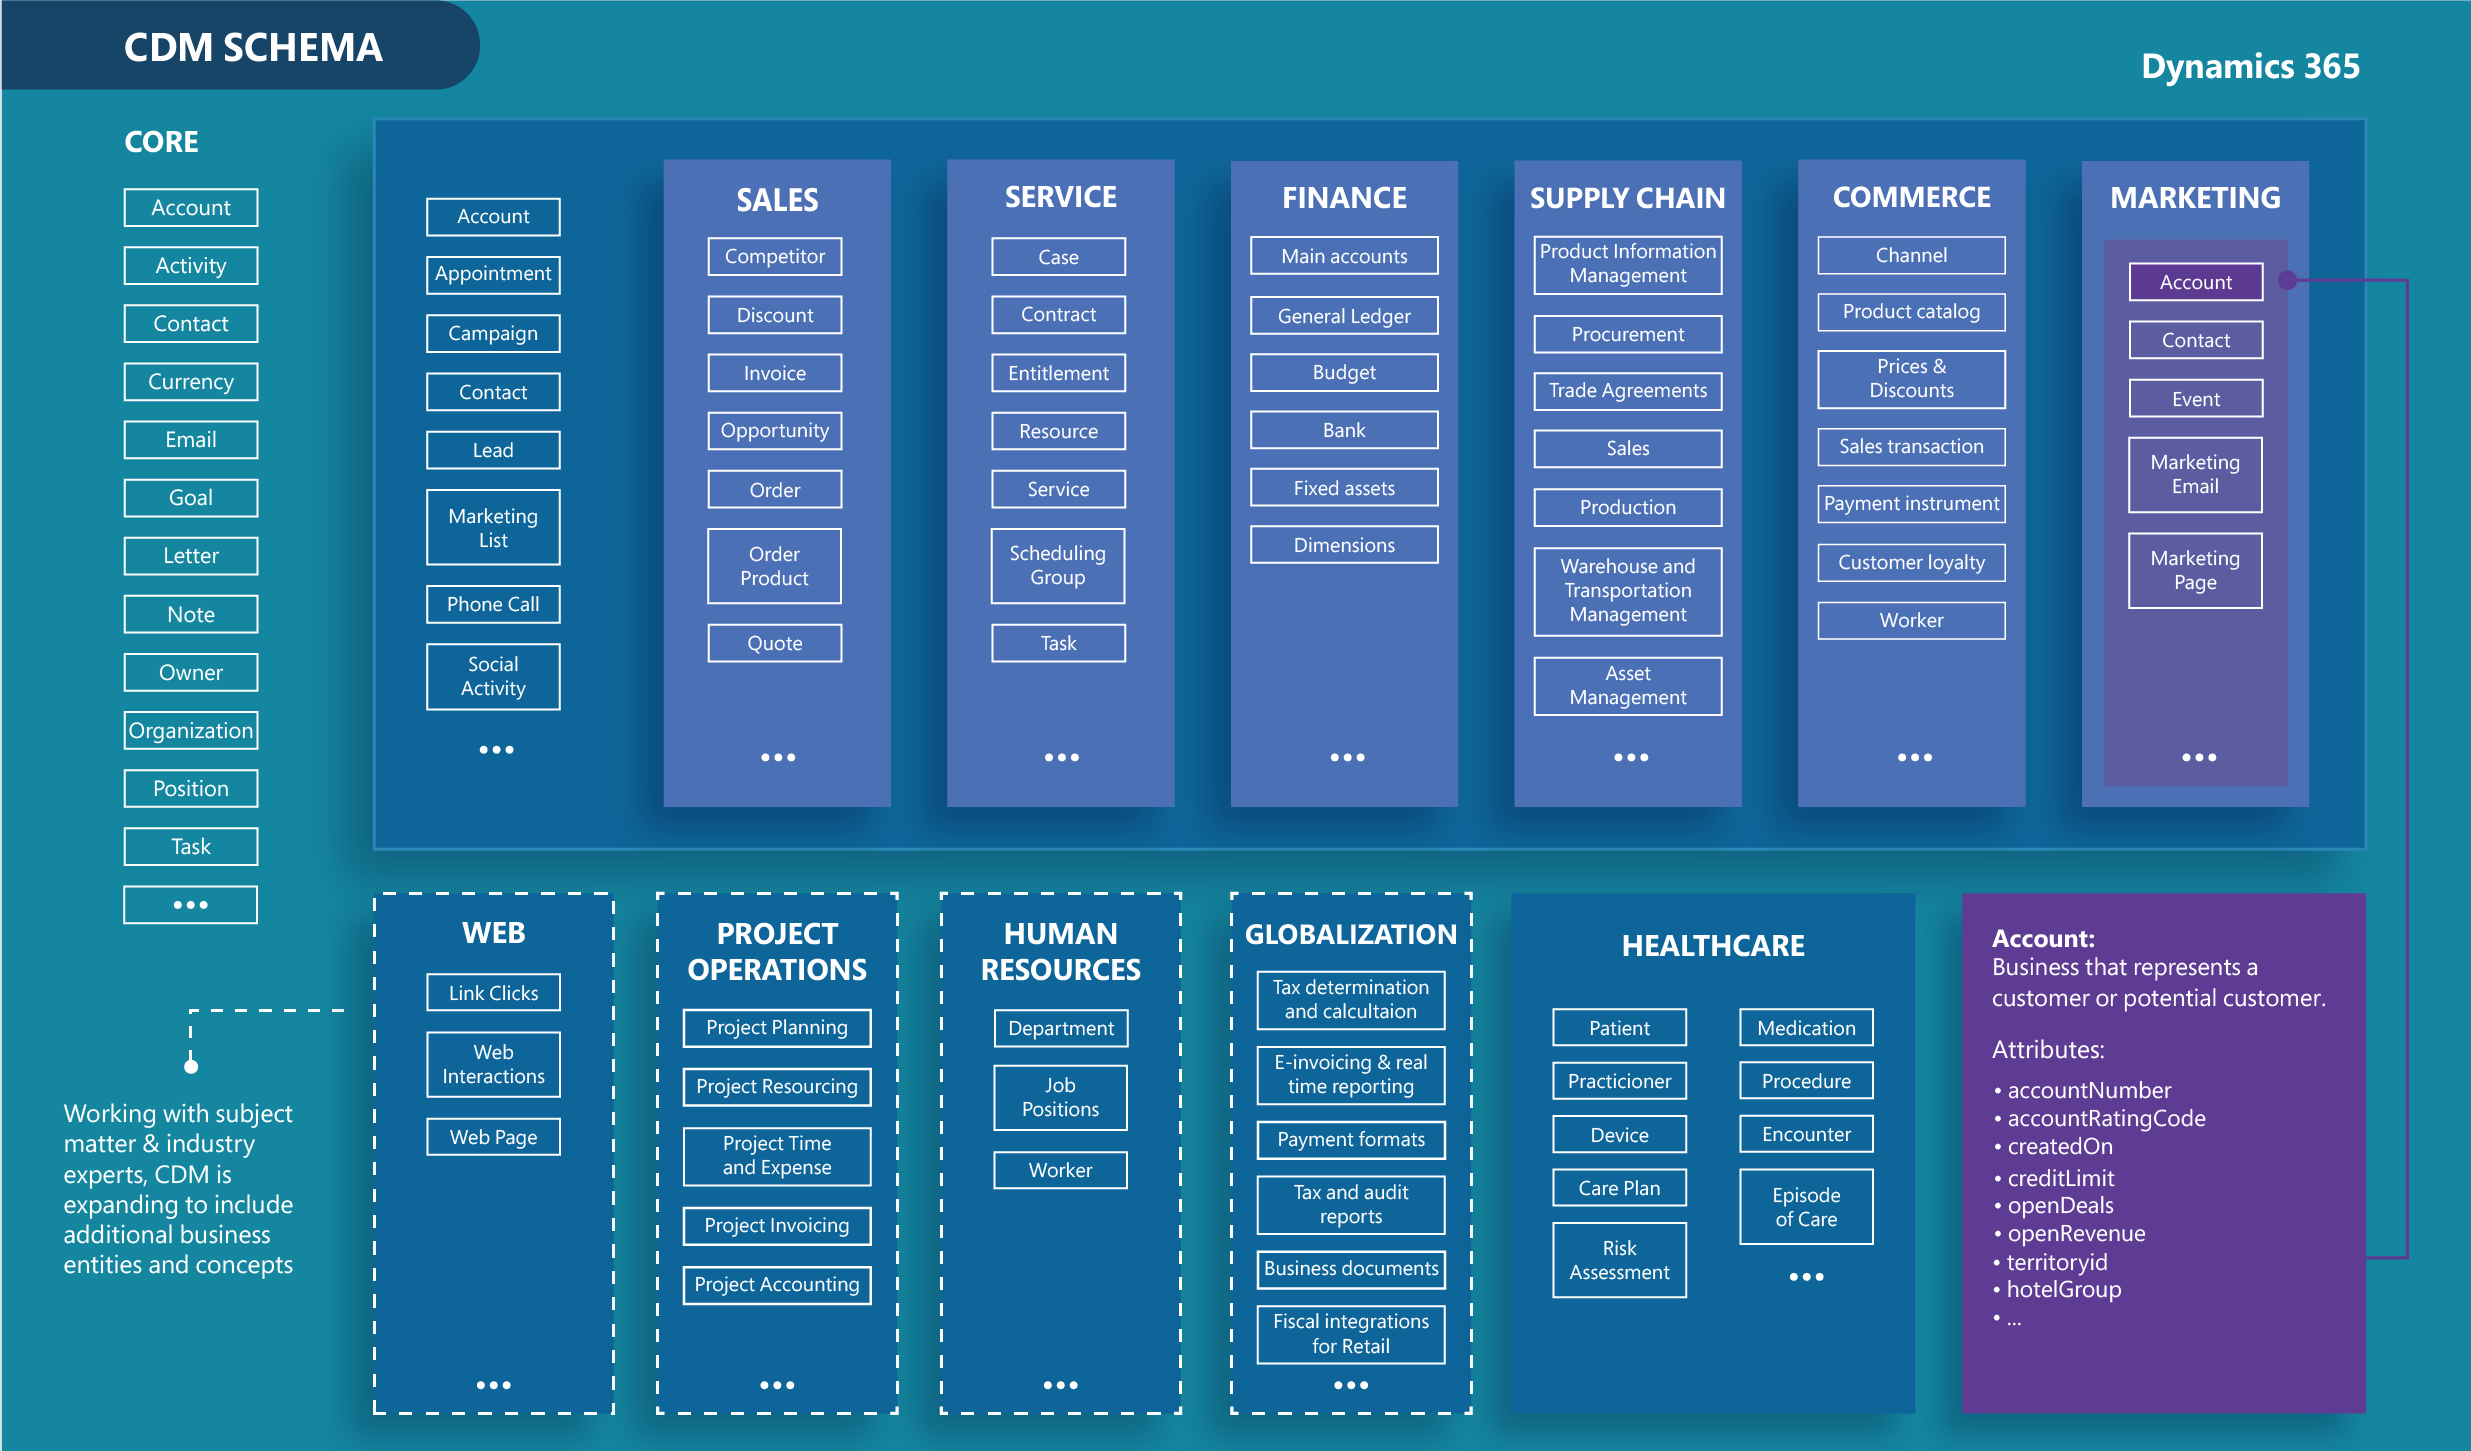 CDM SCHEMA
Dynamics 365
CORE
Account
Activity
Contact
Currency
Email
Goal
Letter
Note
Owner
Organization
Position
Task
•••
Account
Appointment
Campaign
Contact
Lead
Marketing
List
Phone Call
Social
Activity
•••
SALES
Competitor
Discount
Invoice
Opportunity
Order
Order
Product
Quote
•••
SERVICE
Case
Contract
Entitlement
Resource
Service
Scheduling
Group
Task
•••
FINANCE
Main accounts
General Ledger
Budget
Bank
Fixed assets
Dimensions
•••
SUPPLY CHAIN
Product Information
Management
Procurement
Trade Agreements
Sales
Production
Warehouse and
Transportation
Management
Asset
Management
•••
COMMERCE
Channel
Product catalog
Prices &
Discounts
Sales transaction
Payment instrument
Customer loyalty
Worker
•••
MARKETING
Account
Contact
Event
Marketing
Email
Marketing
Page
•••
Working with subject
matter & industry
experts, CDM is
expanding to include
additional business
entities and concepts
WEB
Link Clicks
Web
Interactions
Web Page
•••
PROJECT
OPERATIONS
Project Planning
Project Resourcing
Project Time
and Expense
Project Invoicing
Project Accounting
•••
HUMAN
RESOURCES
Department
Job
Positions
Worker
•••
GLOBALIZATION
Tax determination
and calcultaion
E-invoicing & real
time reporting
Payment formats
Tax and audit
reports
Business documents
Fiscal integrations
for Retail
•••
HEALTHCARE
Patient
Practicioner
Device
Care Plan
Risk
Assessment
Medication
Procedure
Encounter
Episode
of Care
•••
Account:
Business that represents a
customer or potential customer.
Attributes:
• accountNumber
• accountRatingCode
• createdOn
• creditLimit
• openDeals
• openRevenue
• territoryid
• hotelGroup
• ...